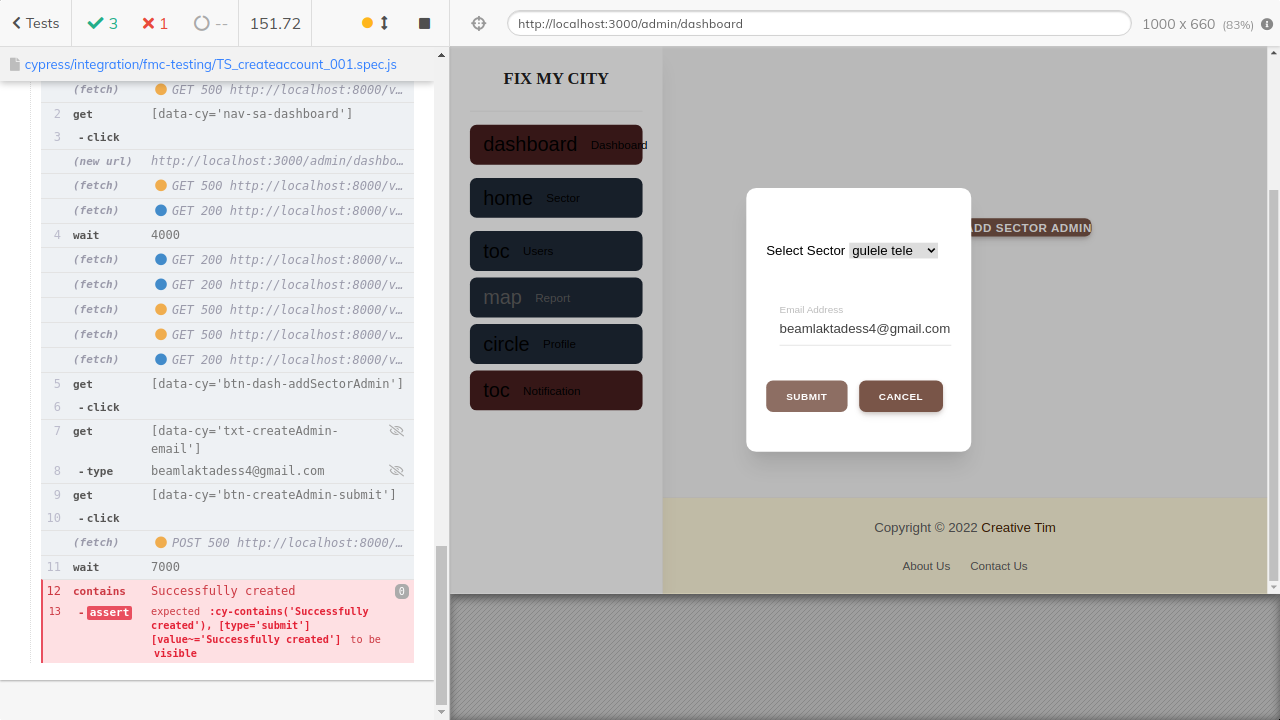 Tests
3
1
--
151.72
http://localhost:3000/admin/dashboard
1000 x 660 (83%)
cypress/integration/fmc-testing/TS_createaccount_001.spec.js
(fetch) GET 500 http://localhost:8000/v…
2 get [data-cy='nav-sa-dashboard']
3 - click
(new url) http://localhost:3000/admin/dashbo…
(fetch) GET 500 http://localhost:8000/v…
(fetch) GET 200 http://localhost:8000/v…
4 wait 4000
(fetch) GET 200 http://localhost:8000/v…
(fetch) GET 200 http://localhost:8000/v…
(fetch) GET 500 http://localhost:8000/v…
(fetch) GET 500 http://localhost:8000/v…
(fetch) GET 200 http://localhost:8000/v…
5 get [data-cy='btn-dash-addSectorAdmin']
6 - click
7 get [data-cy='txt-createAdmin-
email']
8 - type beamlaktadess4@gmail.com
9 get [data-cy='btn-createAdmin-submit']
10 - click
(fetch) POST 500 http://localhost:8000/…
11 wait 7000
12 contains Successfully created 0
13 - assert expected :cy-contains('Successfully
created'), [type='submit']
[value~='Successfully created'] to be
visible
FIX MY CITY
dashboard Dashboard
home Sector
toc Users
map Report
circle Profile
toc Notification
ADD SECTOR ADMIN
Select Sector gulele tele
Email Address
beamlaktadess4@gmail.com
SUBMIT CANCEL
Copyright © 2022 Creative Tim
About Us Contact Us